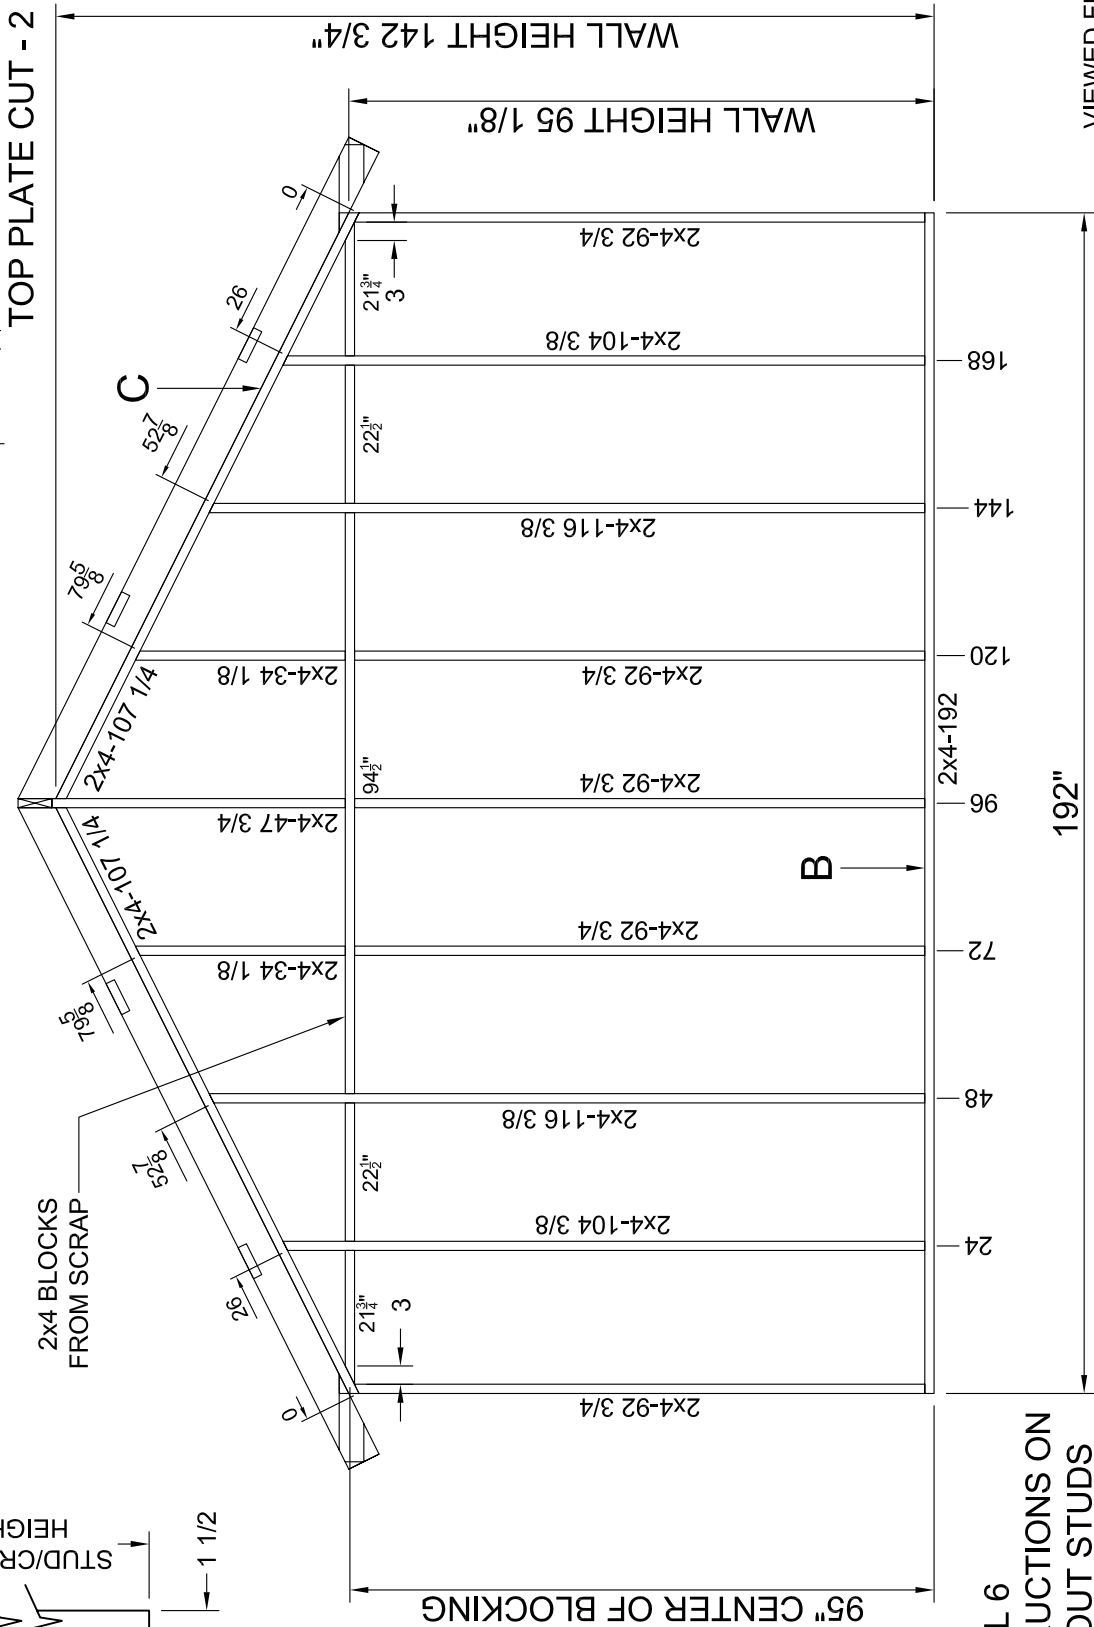 TOP PLATE CUT - 2
WALL HEIGHT 142 3/4"
WALL HEIGHT 95 1/8"
VIEWED
0
26
C
52 7/8
79 5/8
2x4-107 1/4
2x4-107 1/4
79 5/8
52 7/8
26
0
2x4 BLOCKS
FROM SCRAP
21 3/4"
3
22 1/2"
94 1/2"
22 1/2"
21 3/4"
3
2x4-92 3/4
2x4-104 3/8
2x4-116 3/8
2x4-34 1/8
2x4-92 3/4
2x4-47 3/4
2x4-92 3/4
2x4-34 1/8
2x4-92 3/4
2x4-116 3/8
2x4-104 3/8
2x4-92 3/4
B
2x4-192
168
144
120
96
72
48
24
192"
95" CENTER OF BLOCKING
STUD/CR
HEIGH
1 1/2
L 6
UCTIONS ON
OUT STUDS